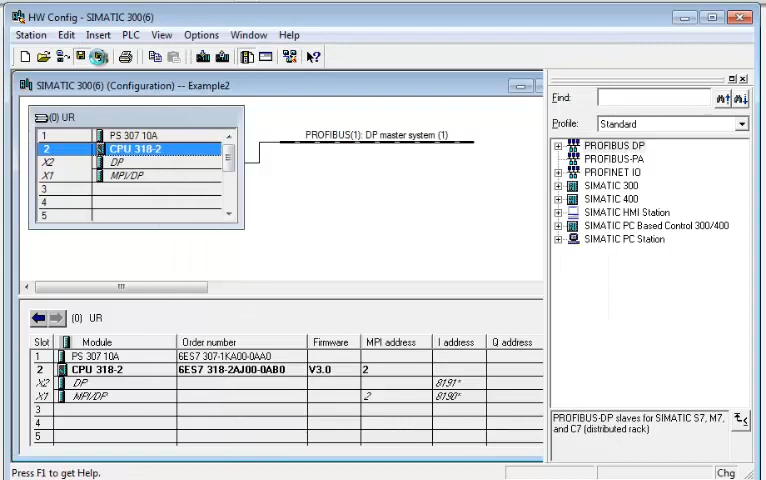 HW Config - SIMATIC 300(6)
Station Edit Insert PLC View Options Window Help
SIMATIC 300(6) (Configuration) -- Example2
(0) UR
1 PS 307 10A
2 CPU 318-2
X2 DP
X1 MPI/DP
3
4
5
PROFIBUS(1): DP master system (1)
Find:
Profile: Standard
PROFIBUS DP
PROFIBUS-PA
PROFINET IO
SIMATIC 300
SIMATIC 400
SIMATIC HMI Station
SIMATIC PC Based Control 300/400
SIMATIC PC Station
(0) UR
Slot Module Order number Firmware MPI address I address Q address
1 PS 307 10A 6ES7 307-1KA00-0AA0
2 CPU 318-2 6ES7 318-2AJ00-0AB0 V3.0 2
X2 DP 8191*
X1 MPI/DP 2 8190*
3
4
5
PROFIBUS-DP slaves for SIMATIC S7, M7,
and C7 (distributed rack)
Press F1 to get Help.
Chg